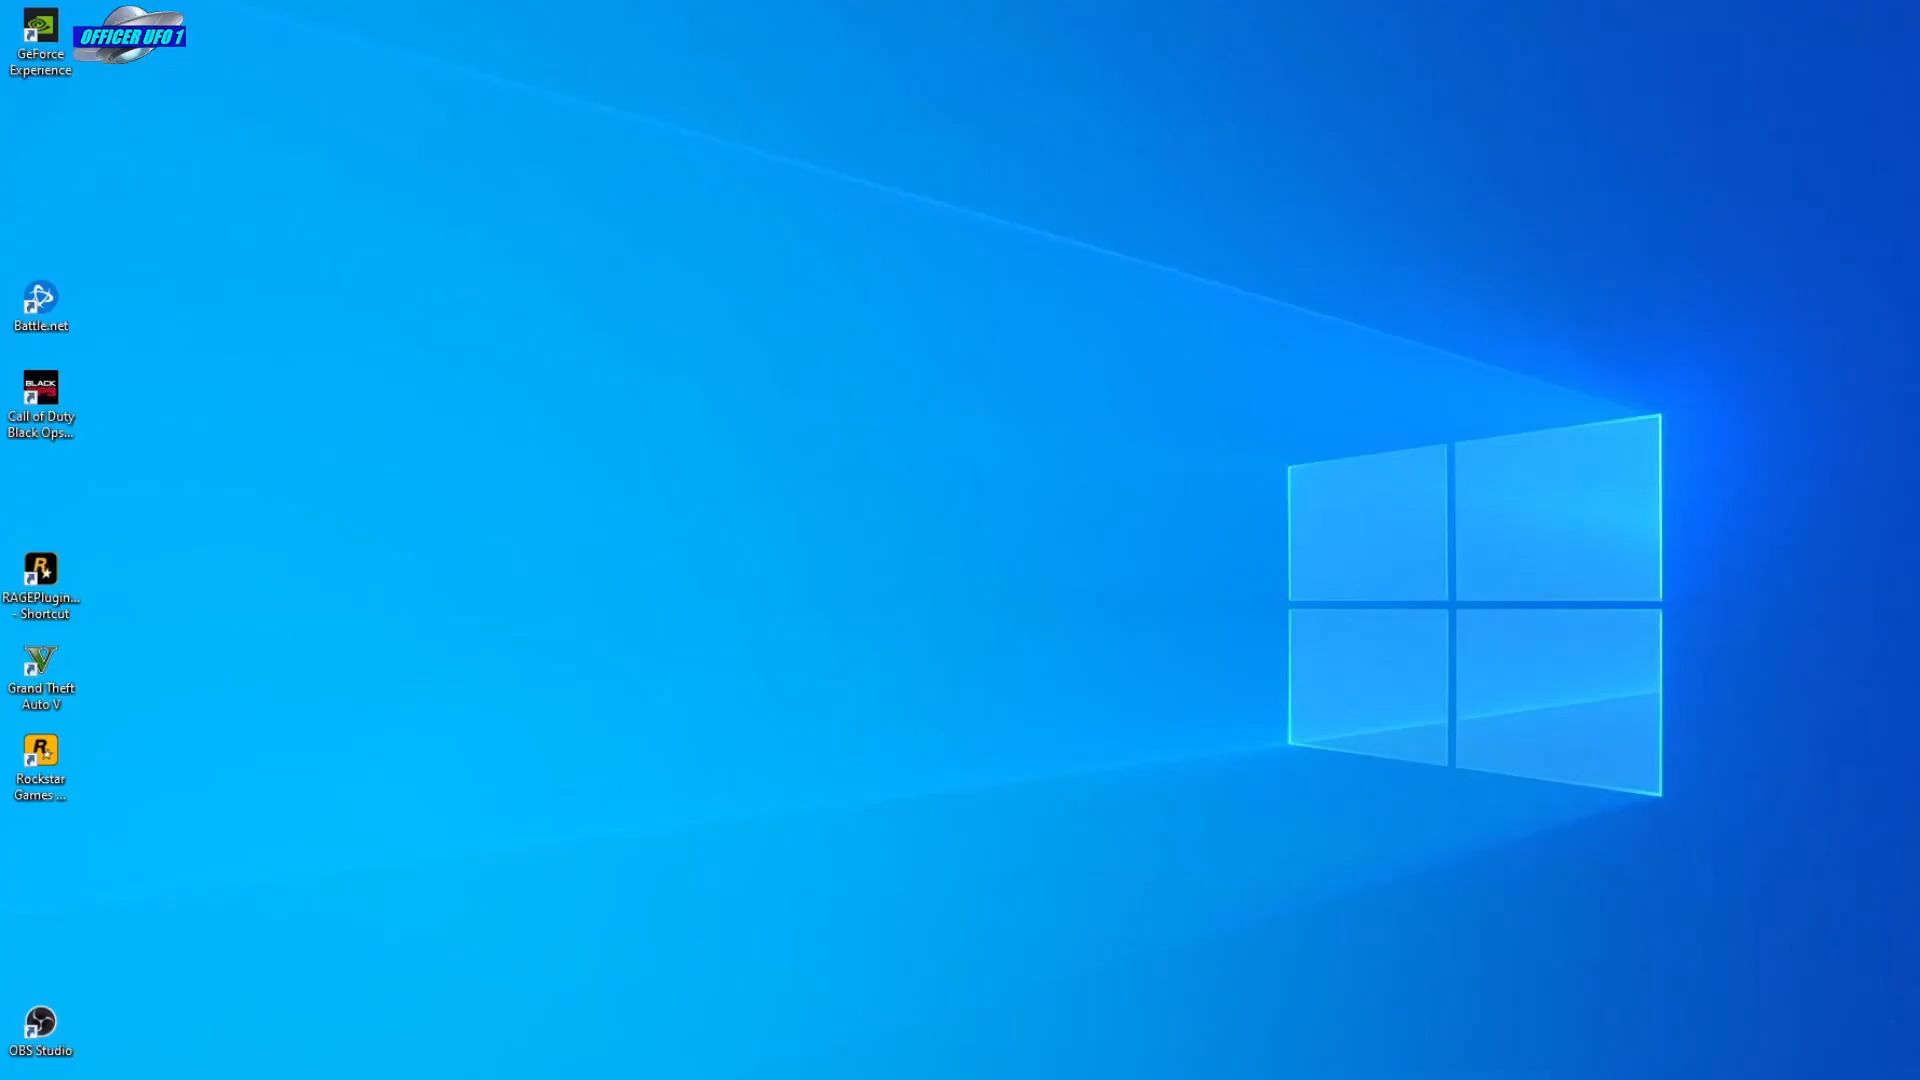 GeForce
Experience
OFFICER UFO 1
Battle.net
BLACK
Call of Duty
Black Ops...
RAGEPlugin...
- Shortcut
Grand Theft
Auto V
Rockstar
Games ...
OBS Studio